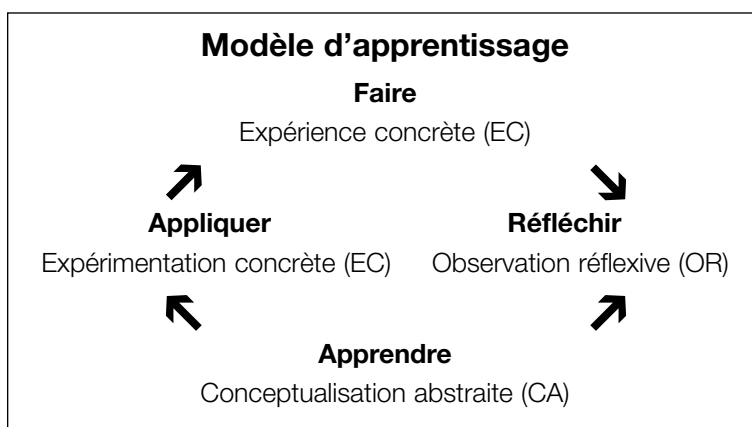 Modèle d'apprentissage
Faire
Expérience concrète (EC)
Appliquer
Expérimentation concrète (EC)
Réfléchir
Observation réflexive (OR)
Apprendre
Conceptualisation abstraite (CA)